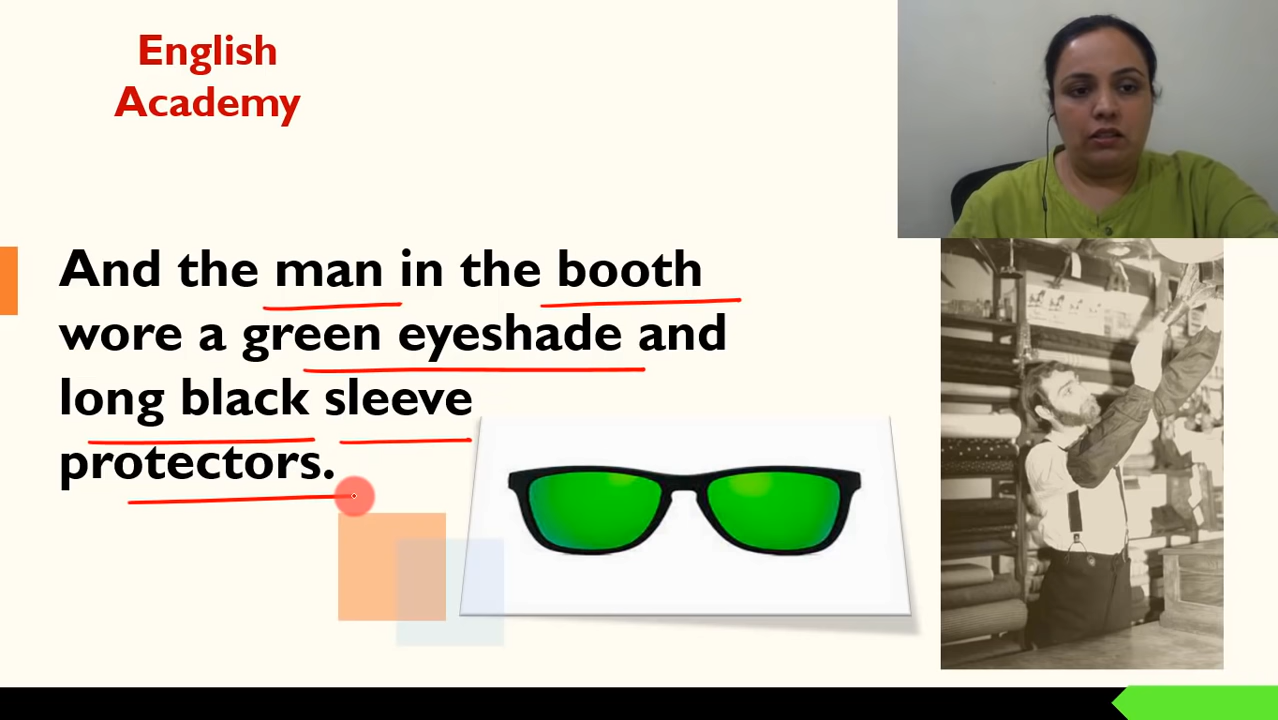 English
Academy
And the man in the booth
wore a green eyeshade and
long black sleeve
protectors.